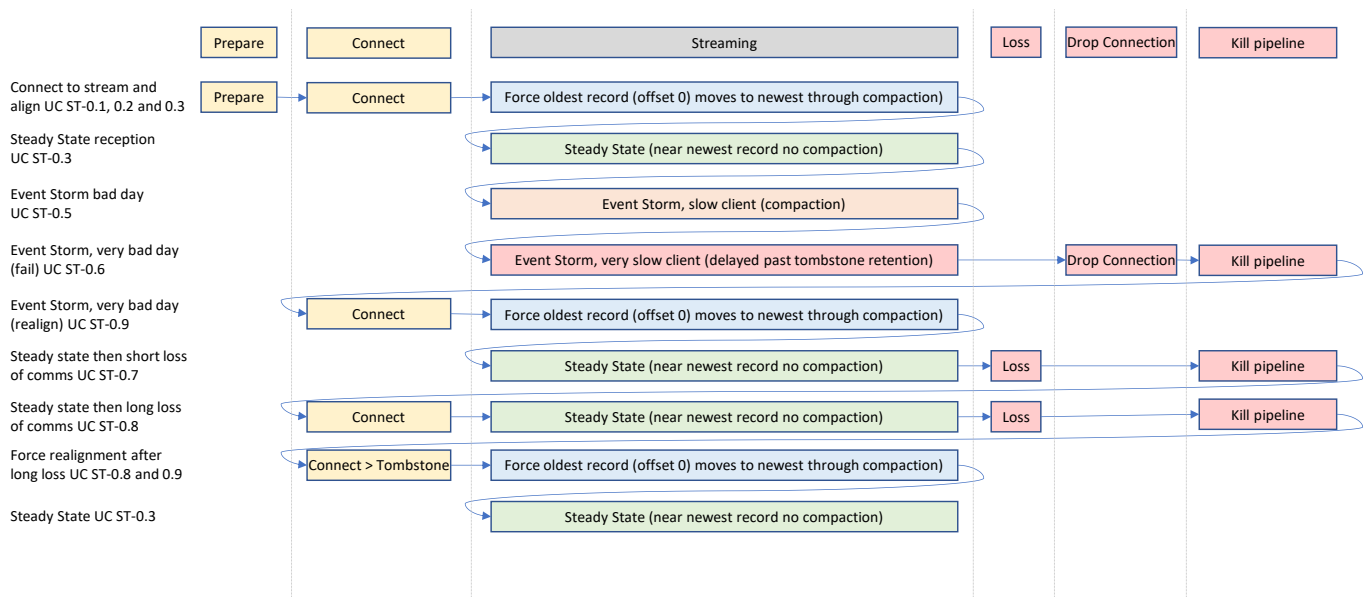 Prepare
Connect
Streaming
Loss
Drop Connection
Kill pipeline
Connect to stream and
align UC ST-0.1, 0.2 and 0.3
Prepare
Connect
Force oldest record (offset 0) moves to newest through compaction)
Steady State reception
UC ST-0.3
Steady State (near newest record no compaction)
Event Storm bad day
UC ST-0.5
Event Storm, slow client (compaction)
Event Storm, very bad day
(fail) UC ST-0.6
Event Storm, very slow client (delayed past tombstone retention)
Drop Connection
Kill pipeline
Event Storm, very bad day
(realign) UC ST-0.9
Connect
Force oldest record (offset 0) moves to newest through compaction)
Steady state then short loss
of comms UC ST-0.7
Steady State (near newest record no compaction)
Loss
Kill pipeline
Steady state then long loss
of comms UC ST-0.8
Connect
Steady State (near newest record no compaction)
Loss
Kill pipeline
Force realignment after
long loss UC ST-0.8 and 0.9
Connect > Tombstone
Force oldest record (offset 0) moves to newest through compaction)
Steady State UC ST-0.3
Steady State (near newest record no compaction)